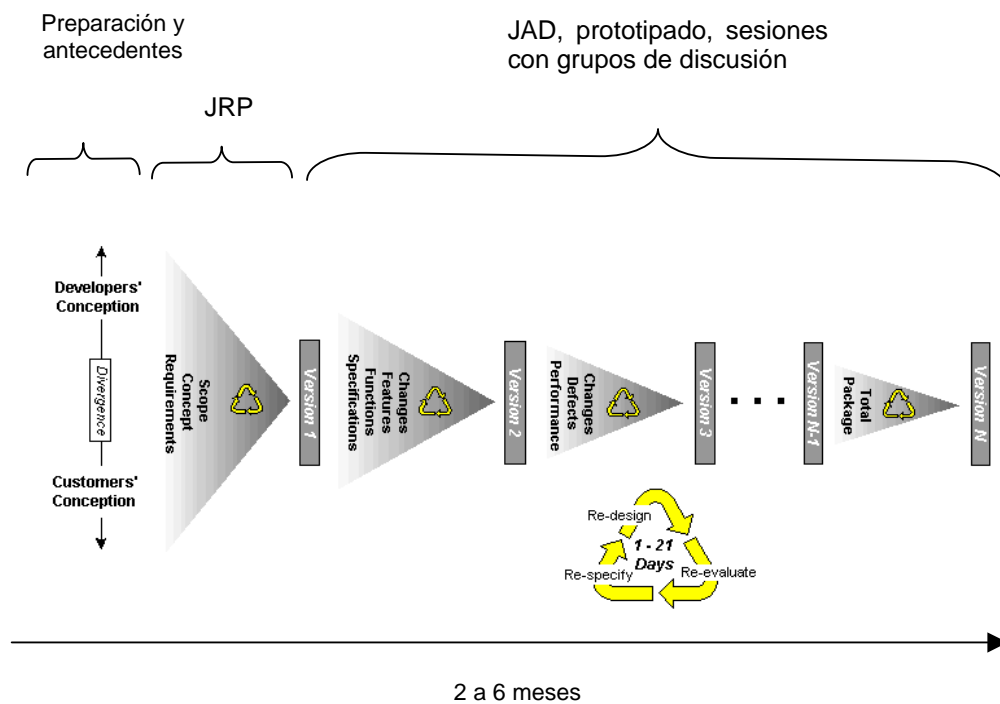 Preparación y
antecedentes
JAD, prototipado, sesiones
con grupos de discusión
JRP
Developers'
Conception
Divergence
Customers'
Conception
Scope
Concept
Requirements
Version 1
Changes
Features
Functions
Specifications
Version 2
Changes
Defects
Performance
Version 3
. . .
Version N-1
Total
Package
Version N
Re-design
1 - 21
Days
Re-specify
Re-evaluate
2 a 6 meses